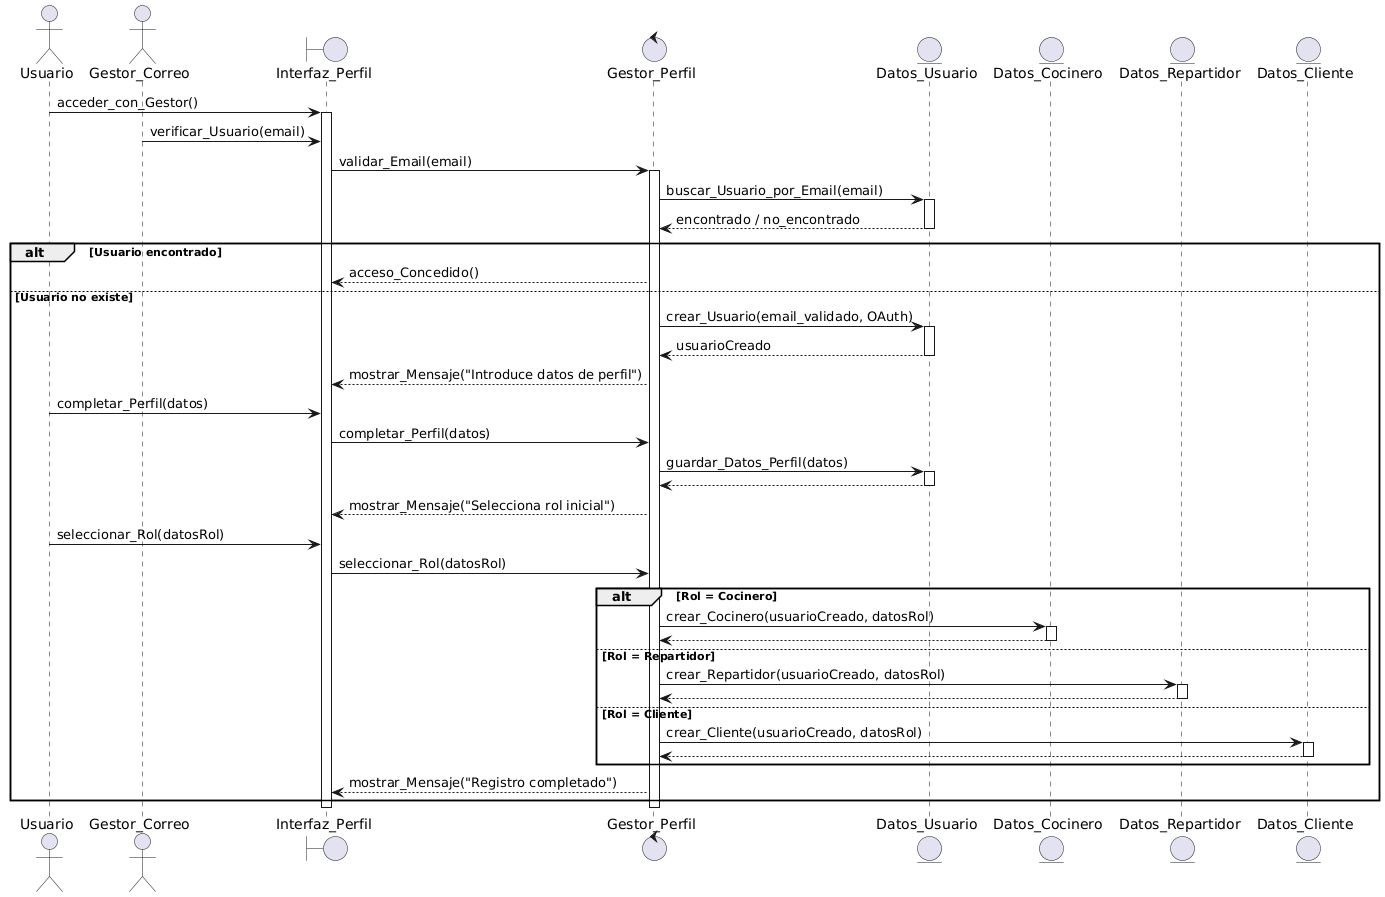 Usuario
Gestor_Correo
Interfaz_Perfil
Gestor_Perfil
Datos_Usuario
Datos_Cocinero
Datos_Repartidor
Datos_Cliente
acceder_con_Gestor()
verificar_Usuario(email)
validar_Email(email)
buscar_Usuario_por_Email(email)
encontrado / no_encontrado
alt [Usuario encontrado]
acceso_Concedido()
[Usuario no existe]
crear_Usuario(email_validado, OAuth)
usuarioCreado
mostrar_Mensaje("Introduce datos de perfil")
completar_Perfil(datos)
completar_Perfil(datos)
guardar_Datos_Perfil(datos)
mostrar_Mensaje("Selecciona rol inicial")
seleccionar_Rol(datosRol)
seleccionar_Rol(datosRol)
alt [Rol = Cocinero]
crear_Cocinero(usuarioCreado, datosRol)
[Rol = Repartidor]
crear_Repartidor(usuarioCreado, datosRol)
[Rol = Cliente]
crear_Cliente(usuarioCreado, datosRol)
mostrar_Mensaje("Registro completado")
Usuario
Gestor_Correo
Interfaz_Perfil
Gestor_Perfil
Datos_Usuario
Datos_Cocinero
Datos_Repartidor
Datos_Cliente